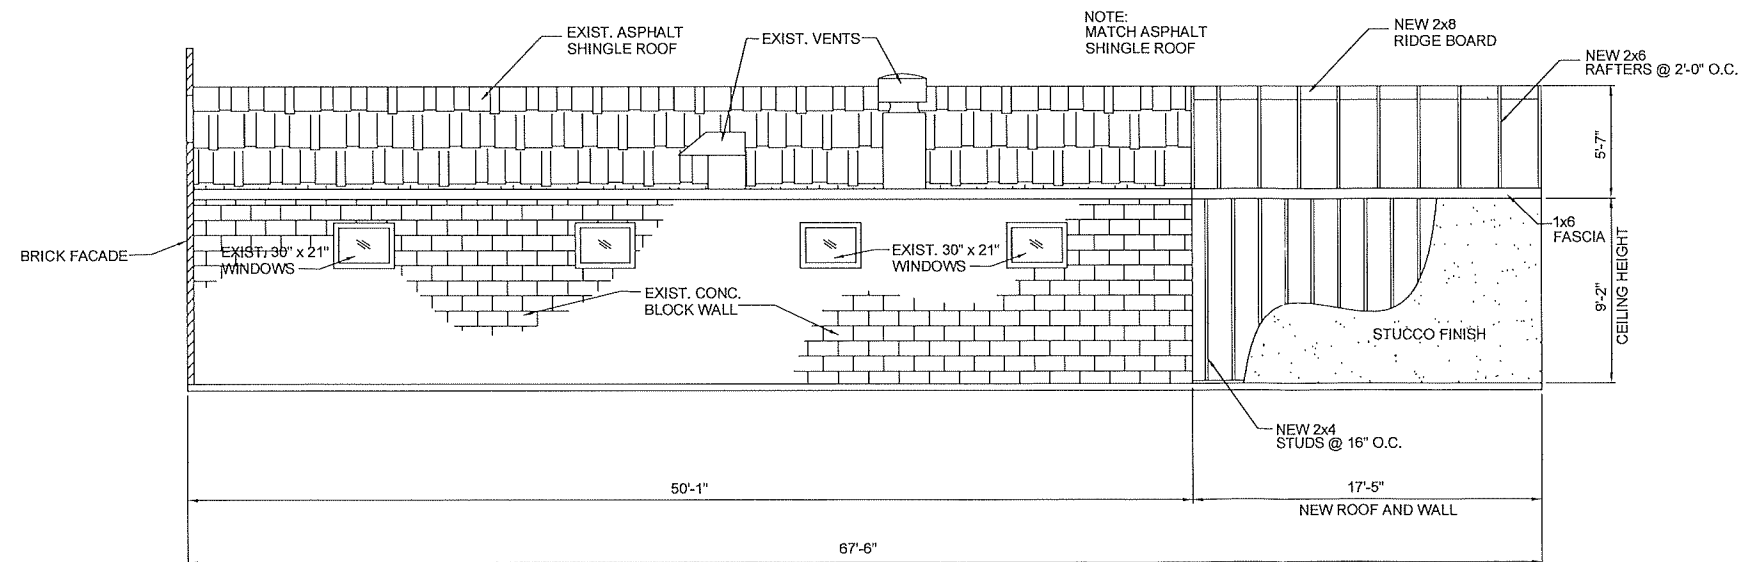 EXIST. ASPHALT
SHINGLE ROOF
EXIST. VENTS
NOTE:
MATCH ASPHALT
SHINGLE ROOF
NEW 2x8
RIDGE BOARD
NEW 2x6
RAFTERS @ 2'-0" O.C.
5'-7"
BRICK FACADE
EXIST, 30" x 21"
WINDOWS
EXIST. 30" x 21"
WINDOWS
1x6
FASCIA
9'-2"
CEILING HEIGHT
EXIST. CONC.
BLOCK WALL
STUCCO FINISH
NEW 2x4
STUDS @ 16" O.C.
50'-1"
17'-5"
NEW ROOF AND WALL
67'-6"